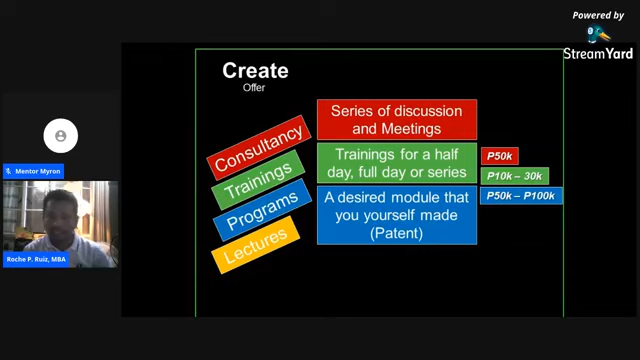 Powered by
StreamYard
Create
Offer
Consultancy
Trainings
Programs
Lectures
Series of discussion
and Meetings
Trainings for a half
day, full day or series
A desired module that
you yourself made
(Patent)
P50k
P10k – 30k
P50k – P100k
Mentor Myron
Roche P. Ruiz, MBA